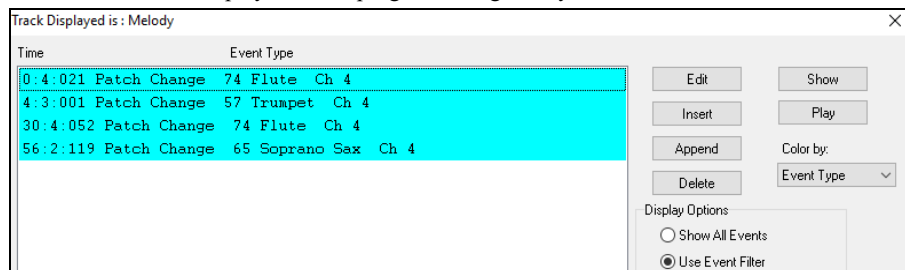 Track Displayed is : Melody
Time Event Type
0:4:021 Patch Change 74 Flute Ch 4
4:3:001 Patch Change 57 Trumpet Ch 4
30:4:052 Patch Change 74 Flute Ch 4
56:2:119 Patch Change 65 Soprano Sax Ch 4
Edit Show
Insert Play
Append Color by:
Delete Event Type
Display Options
Show All Events
Use Event Filter